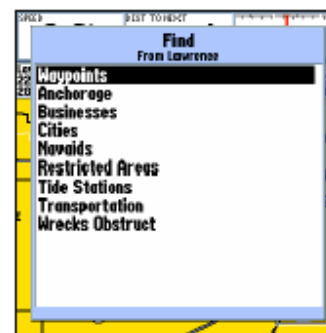 SPEED DIST TO NEXT
Find
From Lawrence
Waypoints
Anchorage
Businesses
Cities
Navaids
Restricted Areas
Tide Stations
Transportation
Wrecks Obstruct